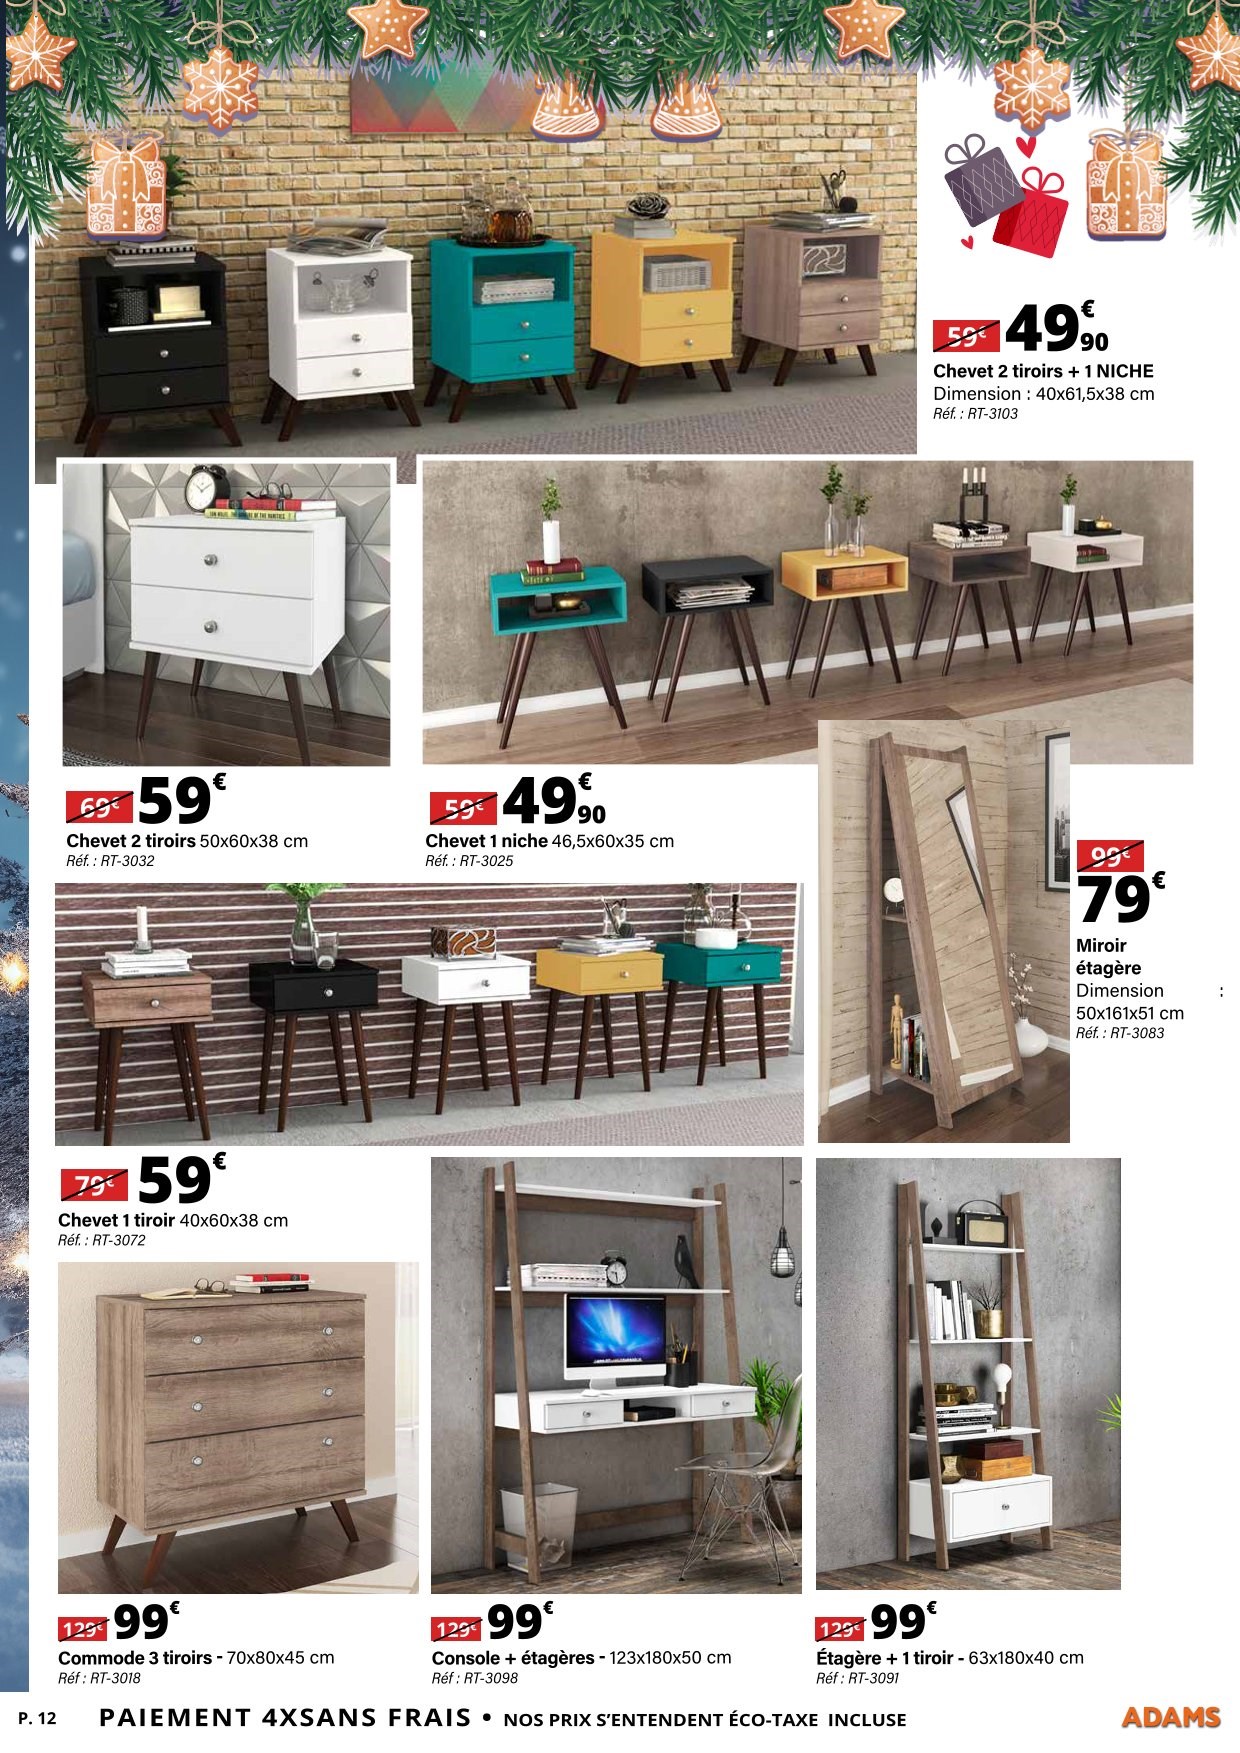 59€ 49€90
Chevet 2 tiroirs + 1 NICHE
Dimension : 40x61,5x38 cm
Réf. : RT-3103
69€ 59€
Chevet 2 tiroirs 50x60x38 cm
Réf. : RT-3032
59€ 49€90
Chevet 1 niche 46,5x60x35 cm
Réf. : RT-3025
99€
79€
Miroir
étagère
Dimension :
50x161x51 cm
Réf. : RT-3083
79€ 59€
Chevet 1 tiroir 40x60x38 cm
Réf. : RT-3072
129€ 99€
Commode 3 tiroirs - 70x80x45 cm
Réf : RT-3018
129€ 99€
Console + étagères - 123x180x50 cm
Réf : RT-3098
129€ 99€
Étagère + 1 tiroir - 63x180x40 cm
Réf. : RT-3091
P. 12 PAIEMENT 4XSANS FRAIS • NOS PRIX S'ENTENDENT ÉCO-TAXE INCLUSE ADAMS